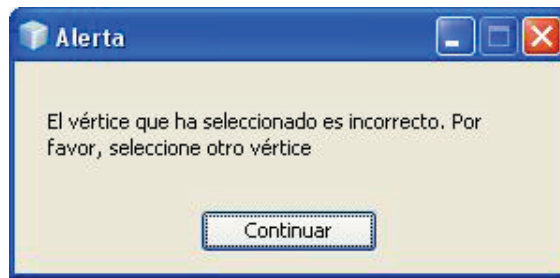 Alerta
El vértice que ha seleccionado es incorrecto. Por
favor, seleccione otro vértice
Continuar